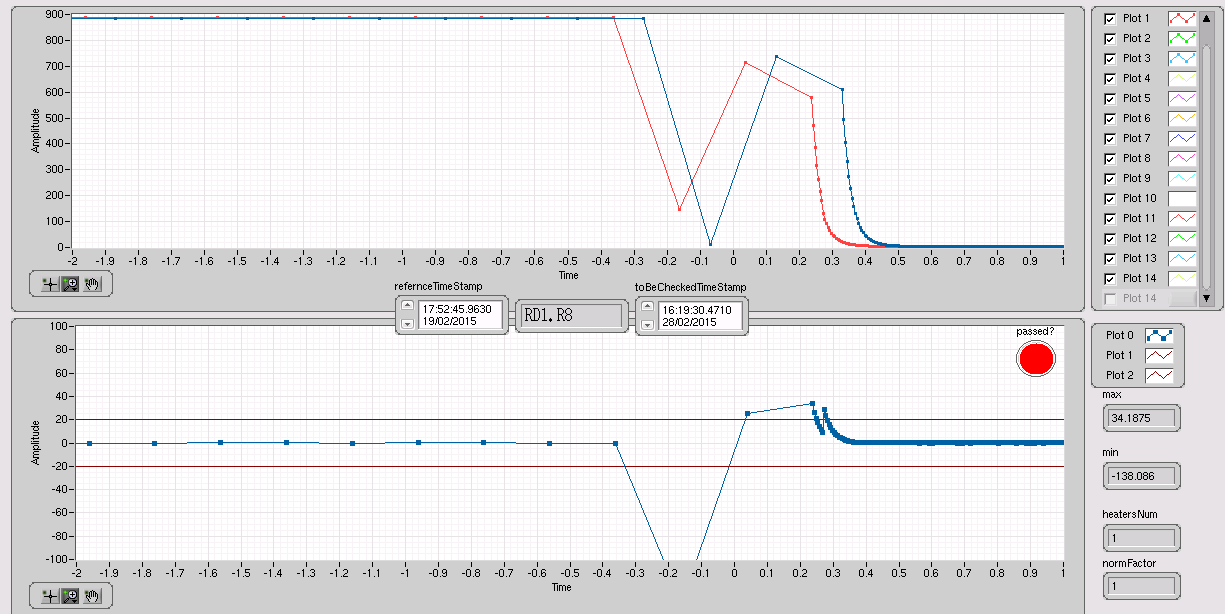 900
800
700
600
500
400
300
200
100
0
Amplitude
-2 -1.9 -1.8 -1.7 -1.6 -1.5 -1.4 -1.3 -1.2 -1.1 -1 -0.9 -0.8 -0.7 -0.6 -0.5 -0.4 -0.3 -0.2 -0.1 0 0.1 0.2 0.3 0.4 0.5 0.6 0.7 0.8 0.9 1
Time
Plot 1
Plot 2
Plot 3
Plot 4
Plot 5
Plot 6
Plot 7
Plot 8
Plot 9
Plot 10
Plot 11
Plot 12
Plot 13
Plot 14
Plot 14
refernceTimeStamp
17:52:45.9630
19/02/2015
RD1.R8
toBeCheckedTimeStamp
16:19:30.4710
28/02/2015
passed?
100
80
60
40
20
0
-20
-40
-60
-80
-100
Amplitude
-2 -1.9 -1.8 -1.7 -1.6 -1.5 -1.4 -1.3 -1.2 -1.1 -1 -0.9 -0.8 -0.7 -0.6 -0.5 -0.4 -0.3 -0.2 -0.1 0 0.1 0.2 0.3 0.4 0.5 0.6 0.7 0.8 0.9 1
Time
Plot 0
Plot 1
Plot 2
max
34.1875
min
-138.086
heatersNum
1
normFactor
1